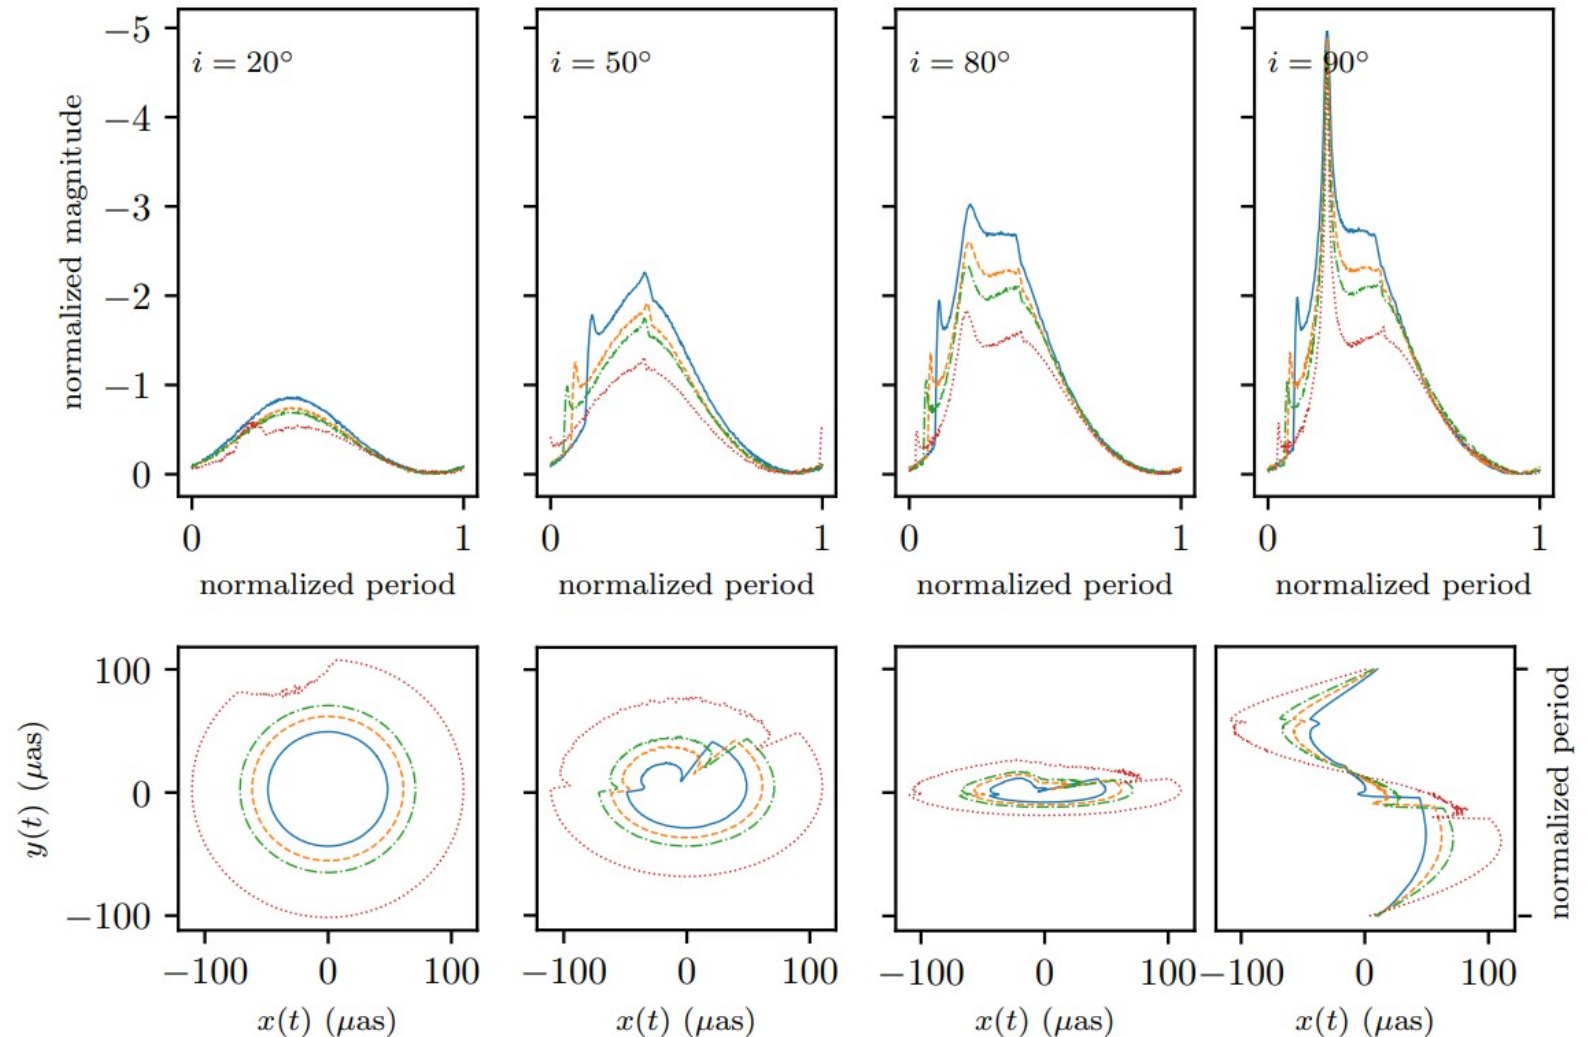 −5
−4
−3
−2
−1
0
normalized magnitude
i = 20°
i = 50°
i = 80°
i = 90°
0 1
0 1
0 1
0 1
normalized period
normalized period
normalized period
normalized period
100
0
−100
y(t) (μas)
normalized period
−100 0 100
−100 0 100
−100 0 100
−100 0 100
x(t) (μas)
x(t) (μas)
x(t) (μas)
x(t) (μas)